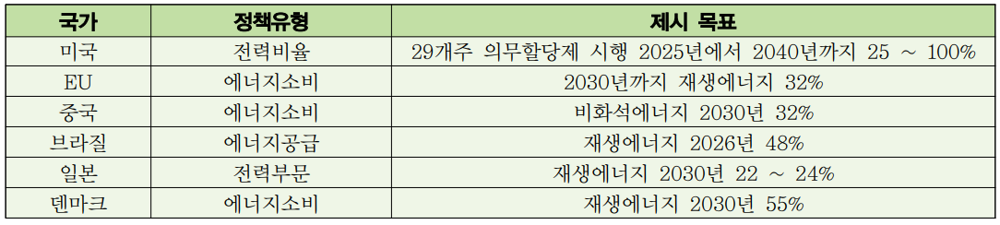 국가 정책유형 제시 목표
미국 전력비율 29개주 의무할당제 시행 2025년에서 2040년까지 25 ~ 100%
EU 에너지소비 2030년까지 재생에너지 32%
중국 에너지소비 비화석에너지 2030년 32%
브라질 에너지공급 재생에너지 2026년 48%
일본 전력부문 재생에너지 2030년 22 ~ 24%
덴마크 에너지소비 재생에너지 2030년 55%